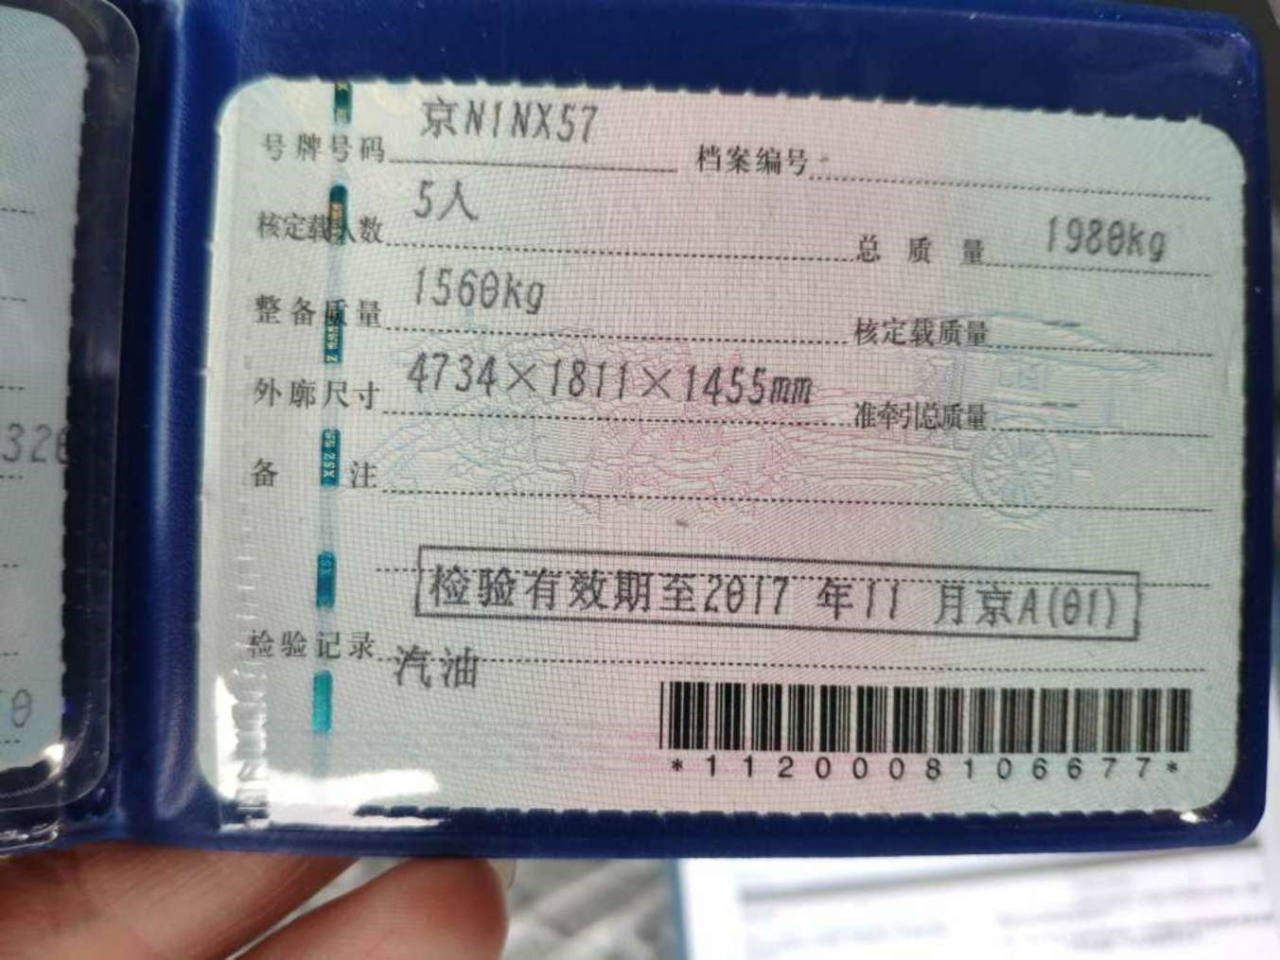 号牌号码 京N1NX57 档案编号
核定载人数 5人 总质量 1980kg
整备质量 1560kg 核定载质量 --
外廓尺寸 4734×1811×1455mm 准牵引总质量 --
备注
检验有效期至2017 年11 月京A(01)
检验记录 汽油
*1120008106677*